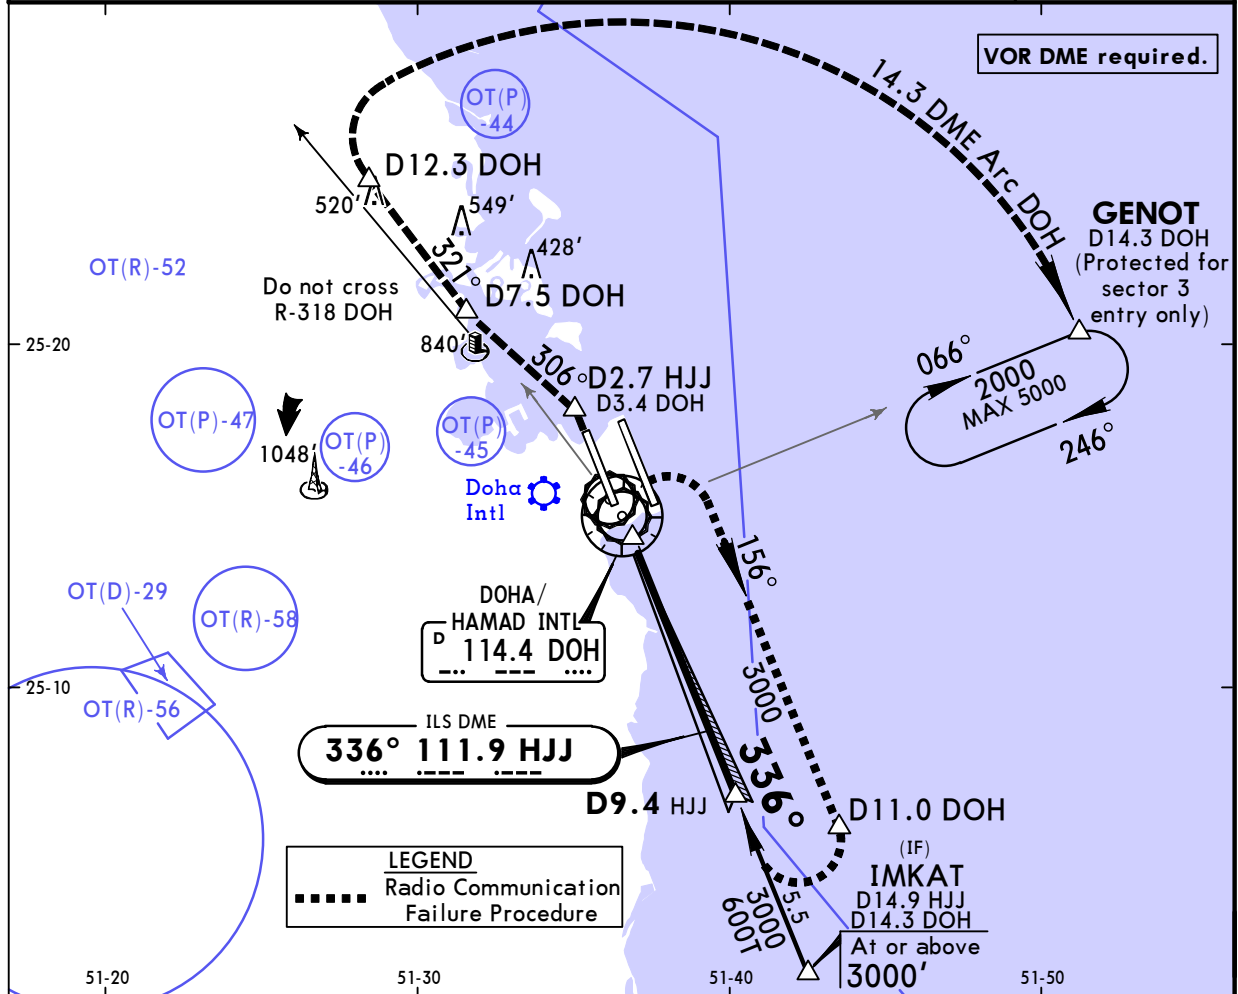 VOR DME required.
14.3 DME Arc DOH
OT(P)
-44
D12.3 DOH
520'
549'
428'
GENOT
D14.3 DOH
(Protected for
sector 3
entry only)
OT(R)-52
321°
Do not cross
R-318 DOH
D7.5 DOH
840'
25-20
306°
D2.7 HJJ
D3.4 DOH
066°
2000
MAX 5000
246°
OT(P)-47
OT(P)
-46
OT(P)
-45
1048'
Doha
Intl
156°
OT(D)-29
OT(R)-58
DOHA/
HAMAD INTL
D
114.4 DOH
25-10
OT(R)-56
3000
ILS DME
336° 111.9 HJJ
336°
D9.4 HJJ
D11.0 DOH
(IF)
IMKAT
D14.9 HJJ
D14.3 DOH
At or above
3000'
LEGEND
Radio Communication
Failure Procedure
5.5
3000
600T
51-20
51-30
51-40
51-50